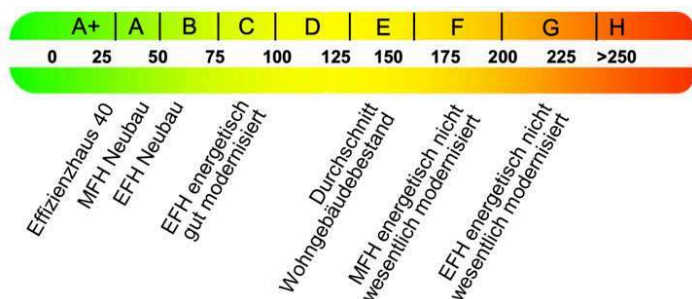 A+ A B C D E F G H
0 25 50 75 100 125 150 175 200 225 >250
Effizienzhaus 40
MFH Neubau
EFH Neubau
EFH energetisch
gut modernisiert
Durchschnitt
Wohngebäudebestand
MFH energetisch nicht
wesentlich modernisiert
EFH energetisch nicht
wesentlich modernisiert